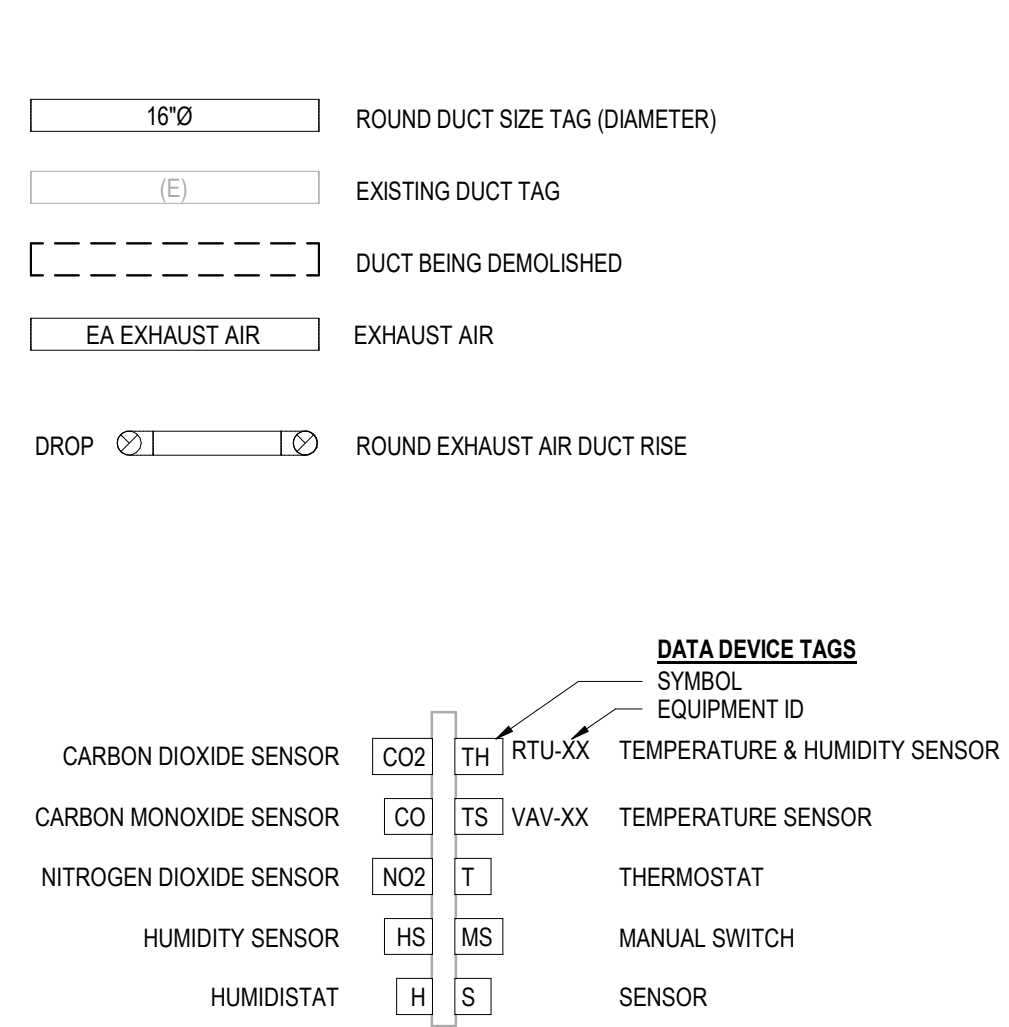 16"Ø ROUND DUCT SIZE TAG (DIAMETER)
(E) EXISTING DUCT TAG
DUCT BEING DEMOLISHED
EA EXHAUST AIR EXHAUST AIR
DROP ROUND EXHAUST AIR DUCT RISE
DATA DEVICE TAGS
SYMBOL
EQUIPMENT ID
CARBON DIOXIDE SENSOR CO2 TH RTU-XX TEMPERATURE & HUMIDITY SENSOR
CARBON MONOXIDE SENSOR CO TS VAV-XX TEMPERATURE SENSOR
NITROGEN DIOXIDE SENSOR NO2 T THERMOSTAT
HUMIDITY SENSOR HS MS MANUAL SWITCH
HUMIDISTAT H S SENSOR